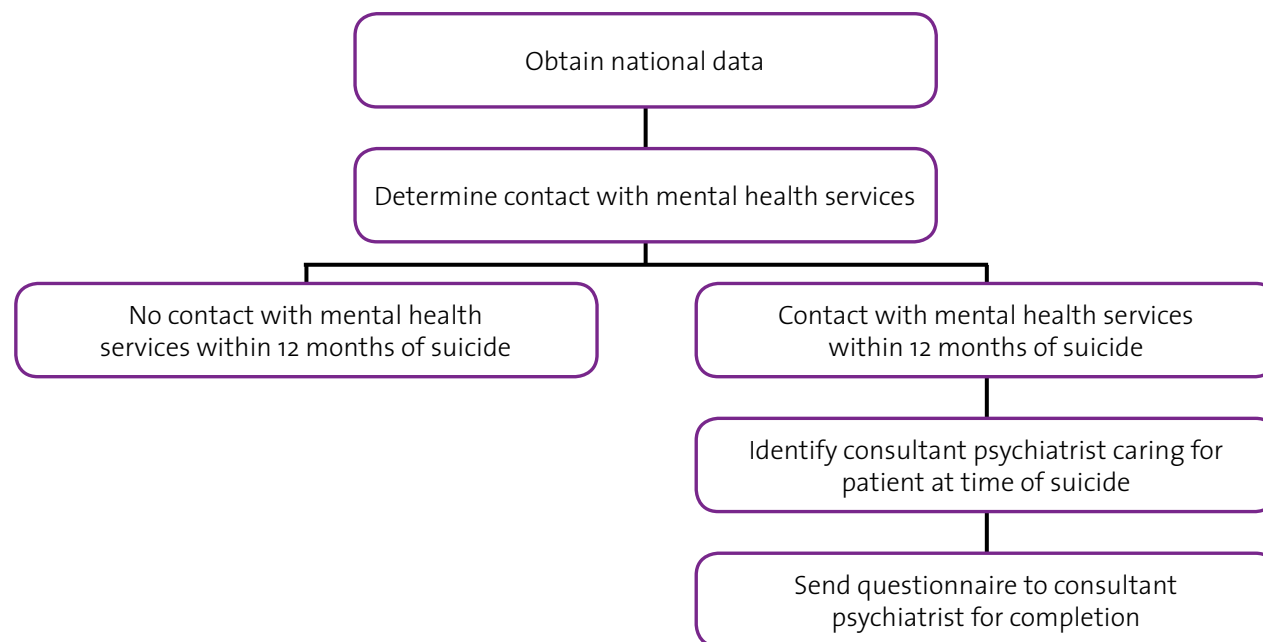 Obtain national data
Determine contact with mental health services
No contact with mental health
services within 12 months of suicide
Contact with mental health services
within 12 months of suicide
Identify consultant psychiatrist caring for
patient at time of suicide
Send questionnaire to consultant
psychiatrist for completion